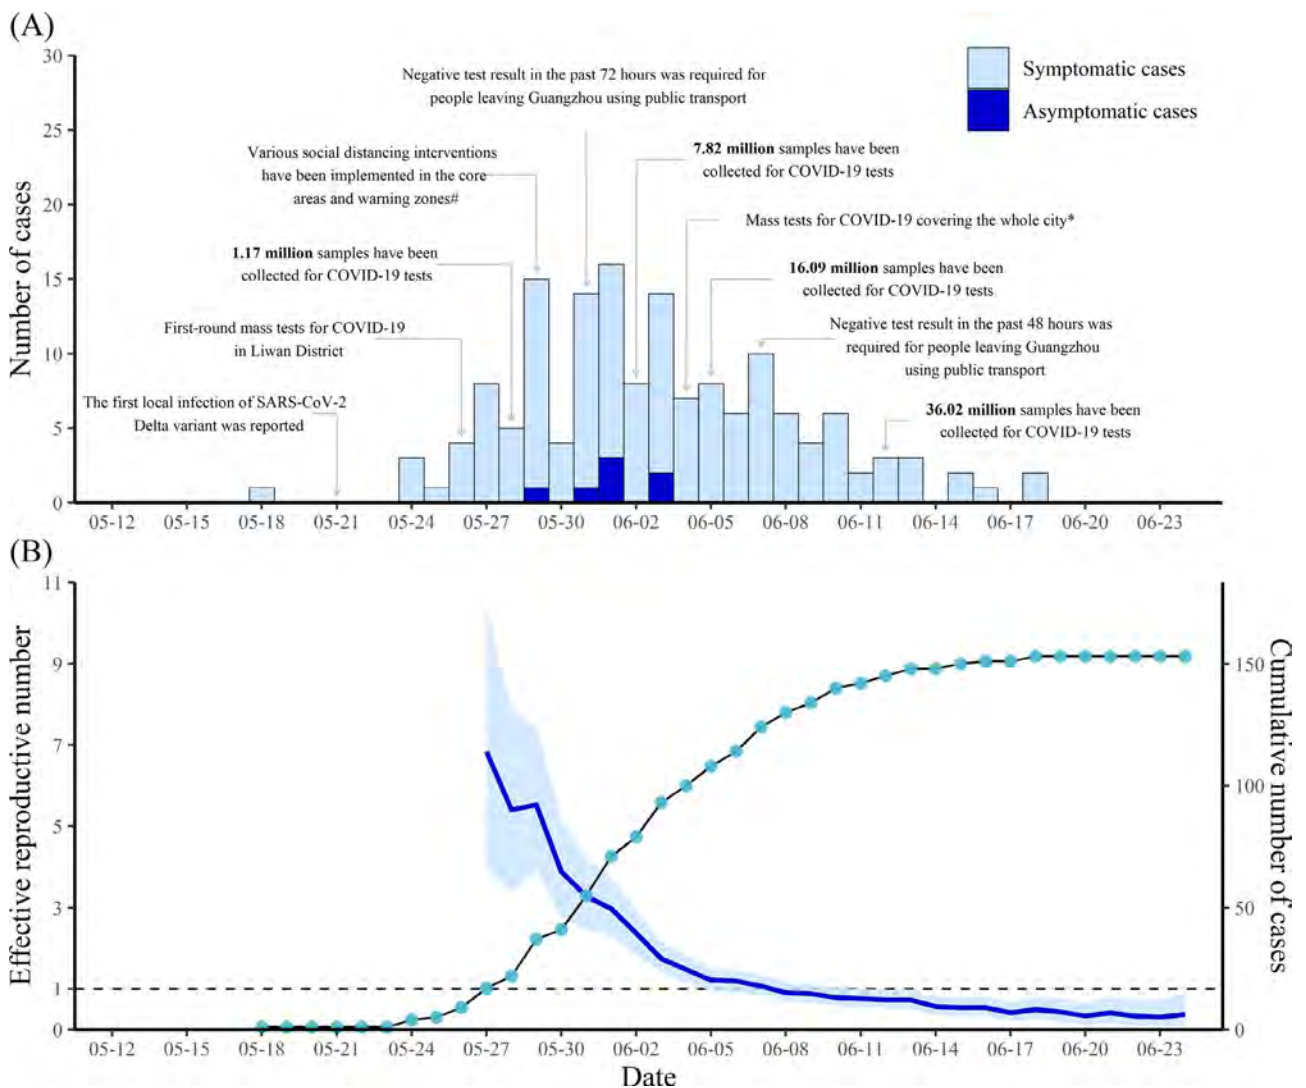 (A)
30
25
20
15
10
5
0
Number of cases
Symptomatic cases
Asymptomatic cases
Negative test result in the past 72 hours was required for
people leaving Guangzhou using public transport
Various social distancing interventions
have been implemented in the core
areas and warning zones#
7.82 million samples have been
collected for COVID-19 tests
Mass tests for COVID-19 covering the whole city*
1.17 million samples have been
collected for COVID-19 tests
16.09 million samples have been
collected for COVID-19 tests
First-round mass tests for COVID-19
in Liwan District
Negative test result in the past 48 hours was
required for people leaving Guangzhou
using public transport
The first local infection of SARS-CoV-2
Delta variant was reported
36.02 million samples have been
collected for COVID-19 tests
05-12 05-15 05-18 05-21 05-24 05-27 05-30 06-02 06-05 06-08 06-11 06-14 06-17 06-20 06-23
(B)
11
9
7
5
3
1
0
Effective reproductive number
150
100
50
0
Cumulative number
of cases
05-12 05-15 05-18 05-21 05-24 05-27 05-30 06-02 06-05 06-08 06-11 06-14 06-17 06-20 06-23
Date